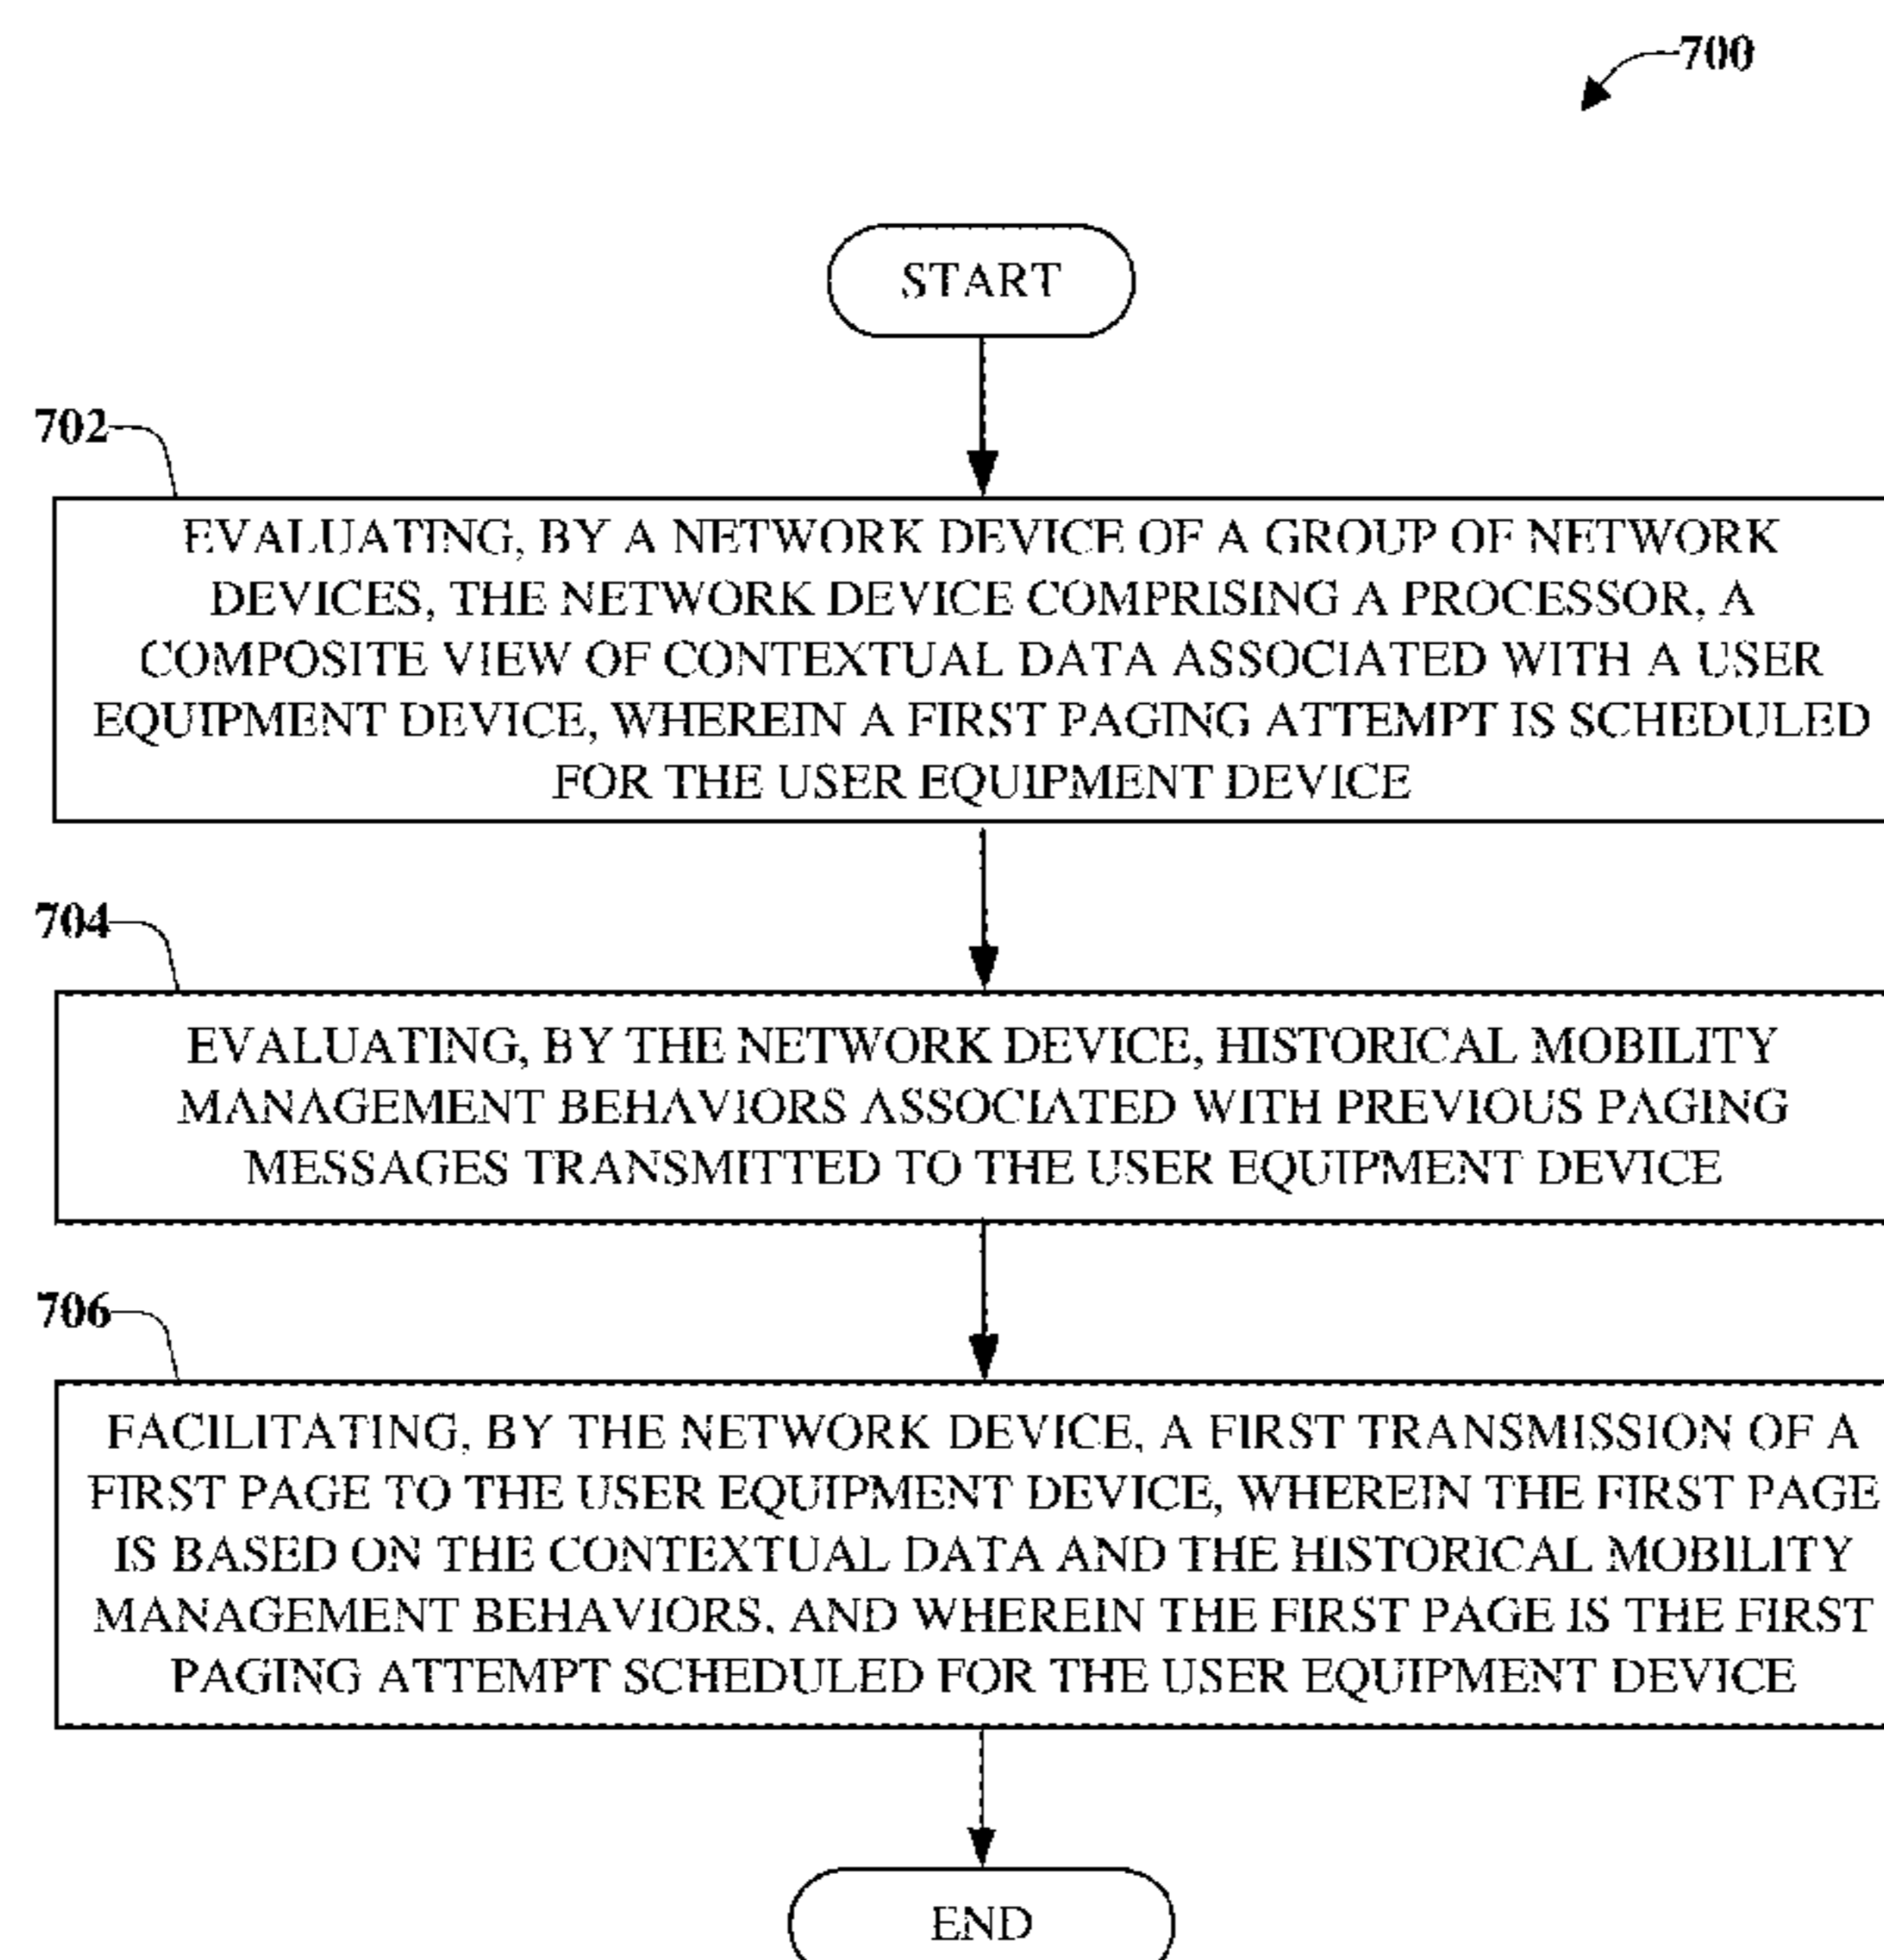 700
START
702
EVALUATING, BY A NETWORK DEVICE OF A GROUP OF NETWORK
DEVICES, THE NETWORK DEVICE COMPRISING A PROCESSOR, A
COMPOSITE VIEW OF CONTEXTUAL DATA ASSOCIATED WITH A USER
EQUIPMENT DEVICE, WHEREIN A FIRST PAGING ATTEMPT IS SCHEDULED
FOR THE USER EQUIPMENT DEVICE
704
EVALUATING, BY THE NETWORK DEVICE, HISTORICAL MOBILITY
MANAGEMENT BEHAVIORS ASSOCIATED WITH PREVIOUS PAGING
MESSAGES TRANSMITTED TO THE USER EQUIPMENT DEVICE
706
FACILITATING, BY THE NETWORK DEVICE, A FIRST TRANSMISSION OF A
FIRST PAGE TO THE USER EQUIPMENT DEVICE, WHEREIN THE FIRST PAGE
IS BASED ON THE CONTEXTUAL DATA AND THE HISTORICAL MOBILITY
MANAGEMENT BEHAVIORS, AND WHEREIN THE FIRST PAGE IS THE FIRST
PAGING ATTEMPT SCHEDULED FOR THE USER EQUIPMENT DEVICE
END